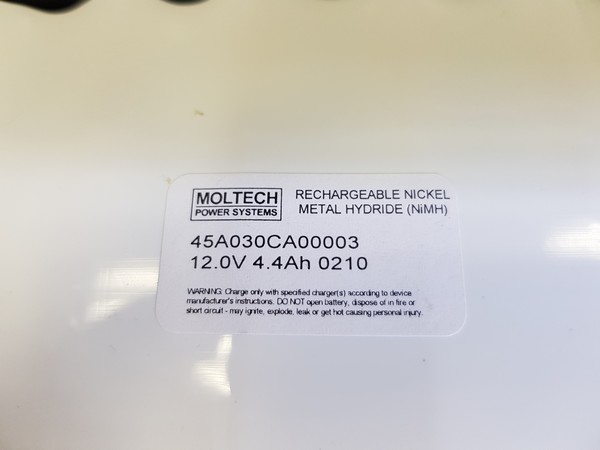 MOLTECH
POWER SYSTEMS
RECHARGEABLE NICKEL
METAL HYDRIDE (NiMH)
45A030CA00003
12.0V 4.4Ah 0210
WARNING: Charge only with specified charger(s) according to device
manufacturer's instructions. DO NOT open battery, dispose of in fire or
short circuit - may ignite, explode, leak or get hot causing personal injury.